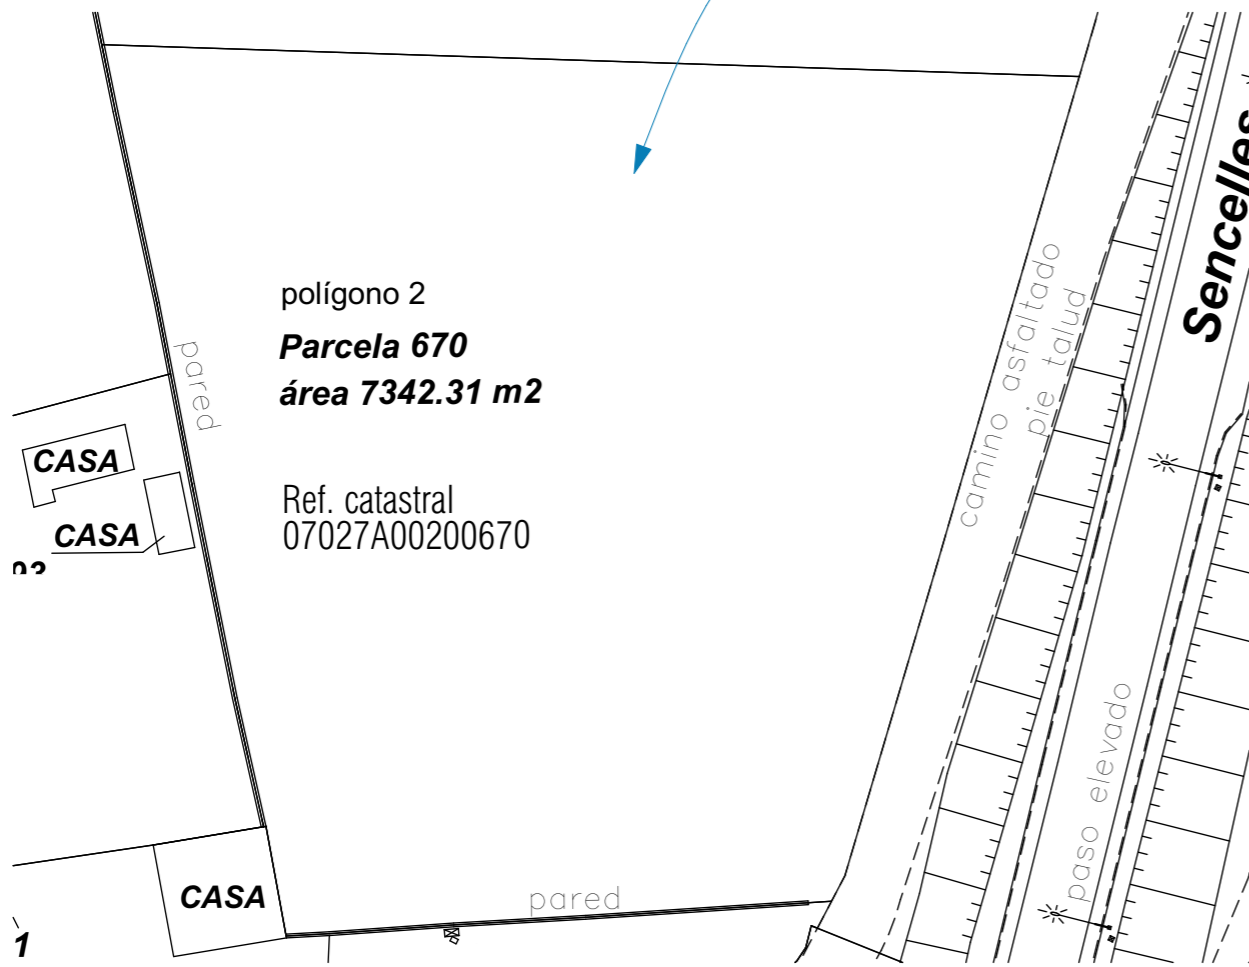 Sencelles
polígono 2
Parcela 670
área 7342.31 m2
pared
camino asfaltado
pie talud
CASA
Ref. catastral
07027A00200670
CASA
paso elevado
CASA
pared
1